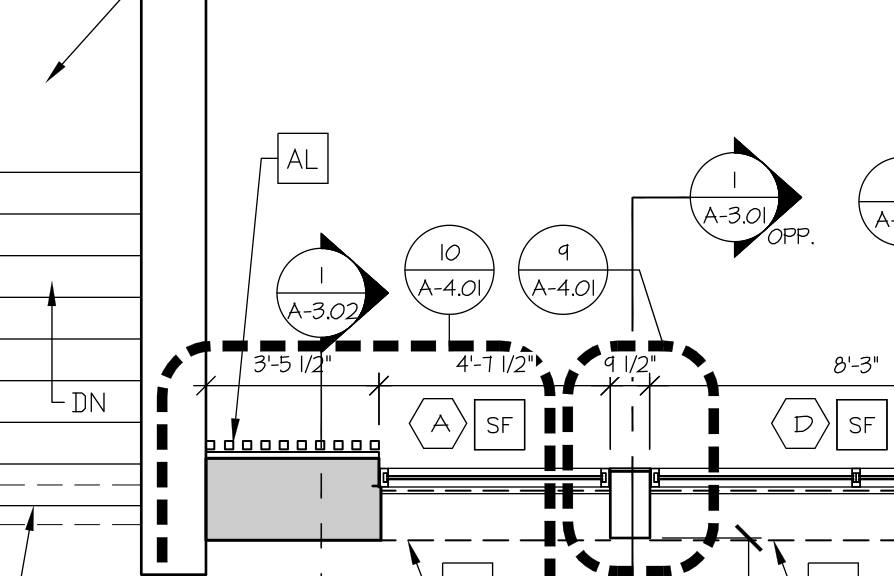 AL
1
A-3.01
OPP.
A-
10
A-4.01
9
A-4.01
1
A-3.02
3'-5 1/2"
4'-7 1/2"
9 1/2"
8'-3"
DN
A
SF
D
SF